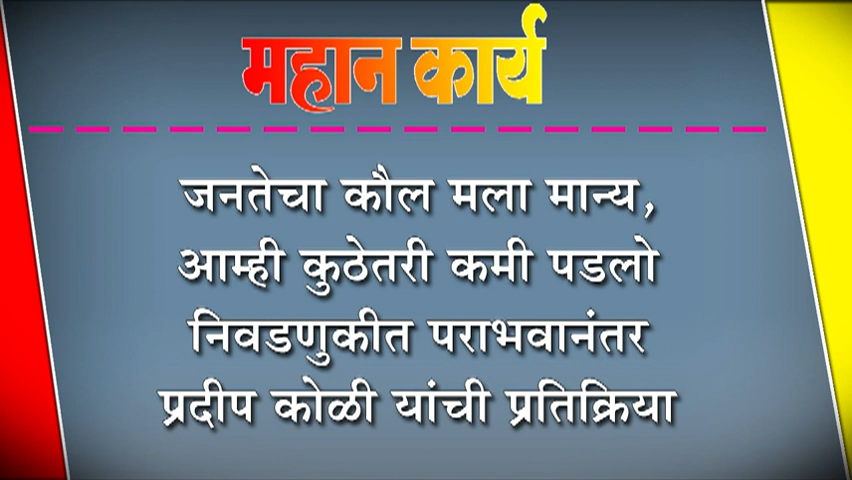 महान कार्य
जनतेचा कौल मला मान्य,
आम्ही कुठेतरी कमी पडलो
निवडणुकीत पराभवानंतर
प्रदीप कोळी यांची प्रतिक्रिया